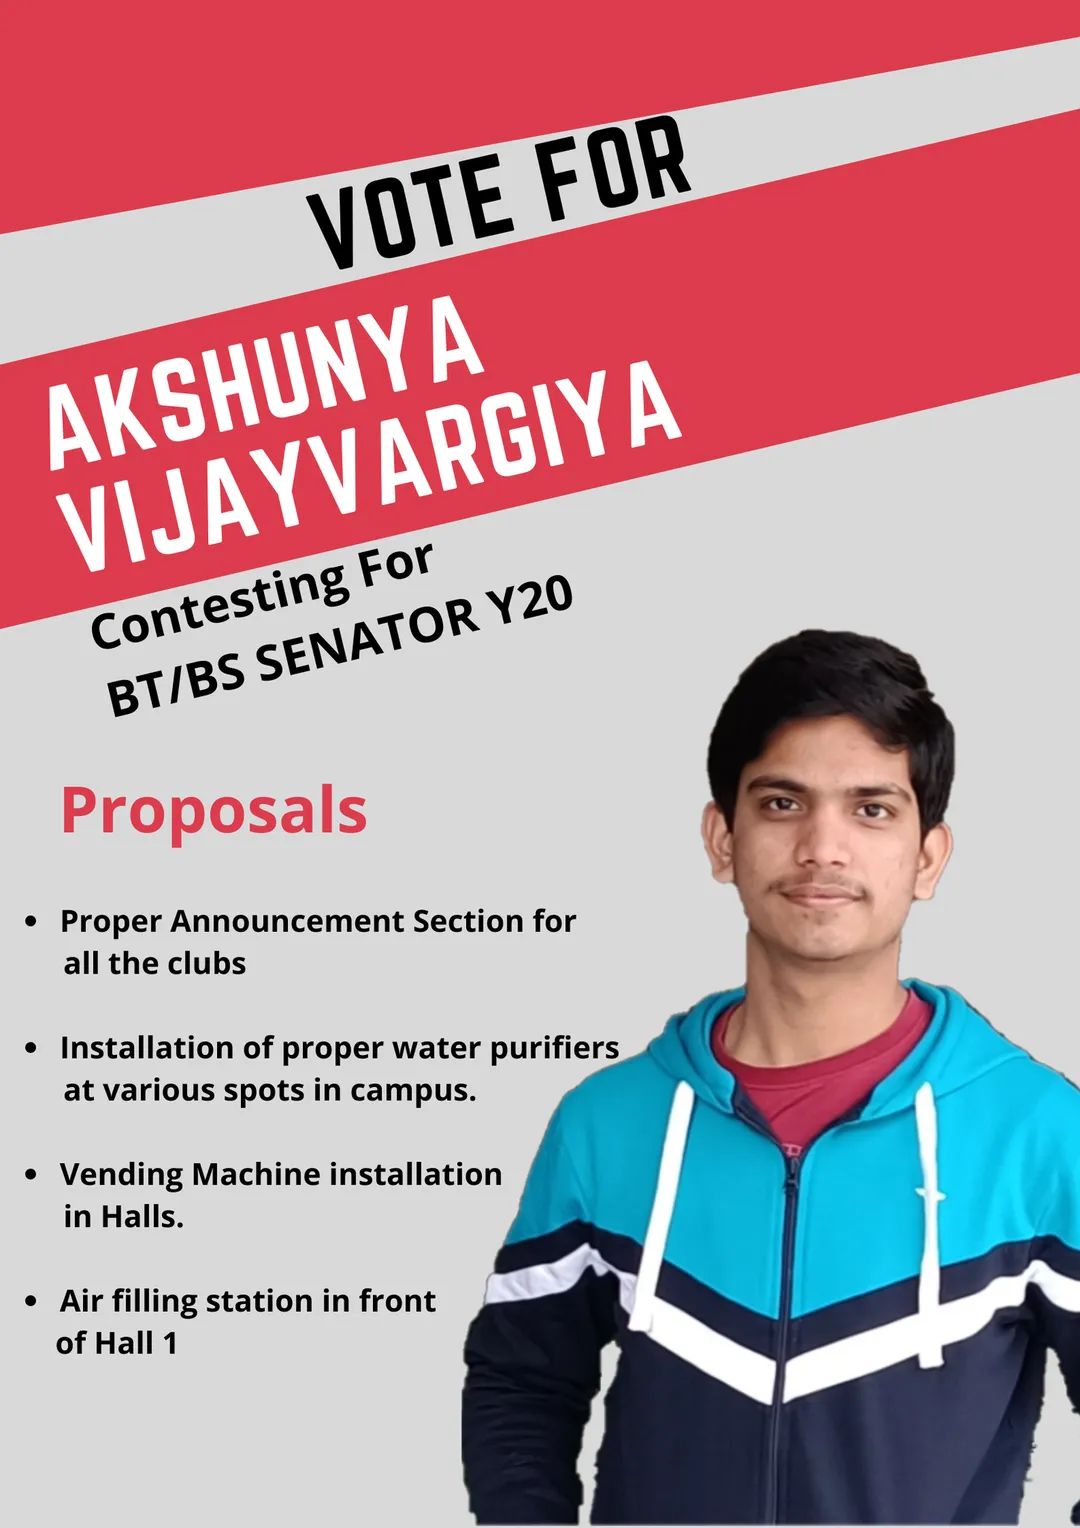 VOTE FOR
AKSHUNYA
VIJAYVARGIYA
Contesting For
BT/BS SENATOR Y20
Proposals
• Proper Announcement Section for
all the clubs
• Installation of proper water purifiers
at various spots in campus.
• Vending Machine installation
in Halls.
• Air filling station in front
of Hall 1